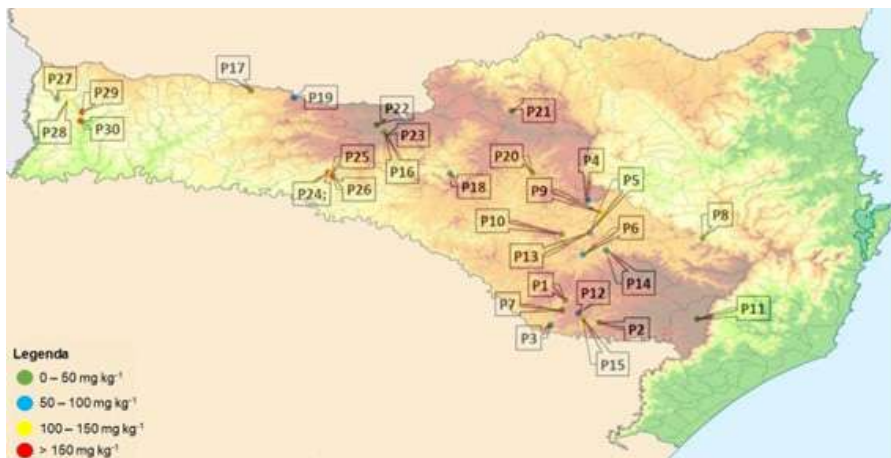 P27
P17
P29
P19
P22
P21
P28
P30
P23
P25
P20
P4
P16
P5
P9
P24;
P26
P18
P8
P10
P6
P13
P14
P1
P12
P7
P11
P3
P2
P15
Legenda
0 – 50 mg kg⁻¹
50 – 100 mg kg⁻¹
100 – 150 mg kg⁻¹
> 150 mg kg⁻¹